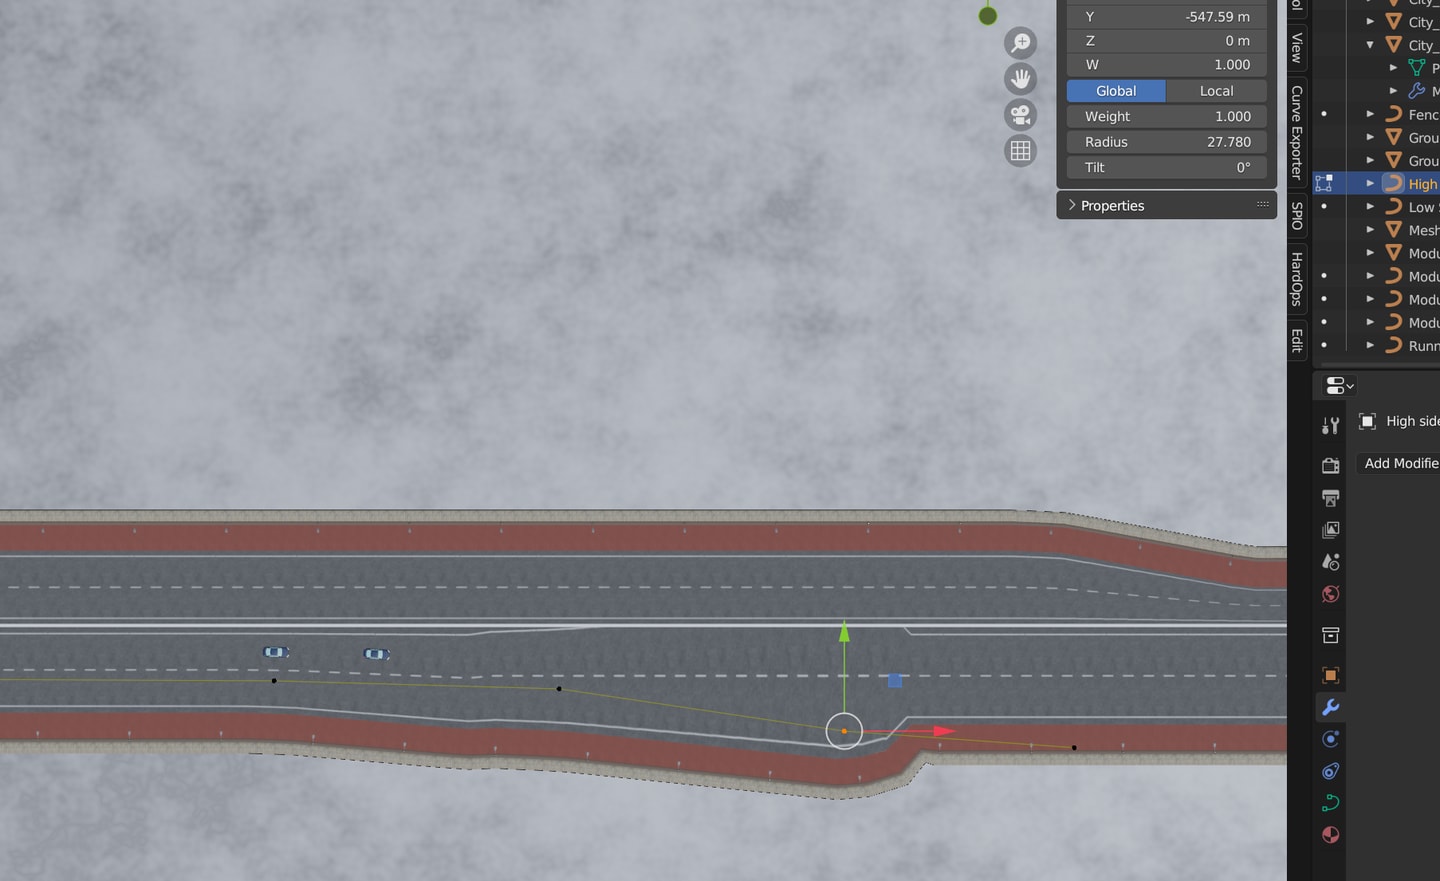 Y -547.59 m
Z 0 m
W 1.000
Global Local
Weight 1.000
Radius 27.780
Tilt 0°
Properties
View
Curve Exporter
SPIO
HardOps
Edit
City_
City_
Fenc
Grou
Grou
High
Low
Mesh
Modu
Modu
Modu
Modu
Runn
High side
Add Modifie